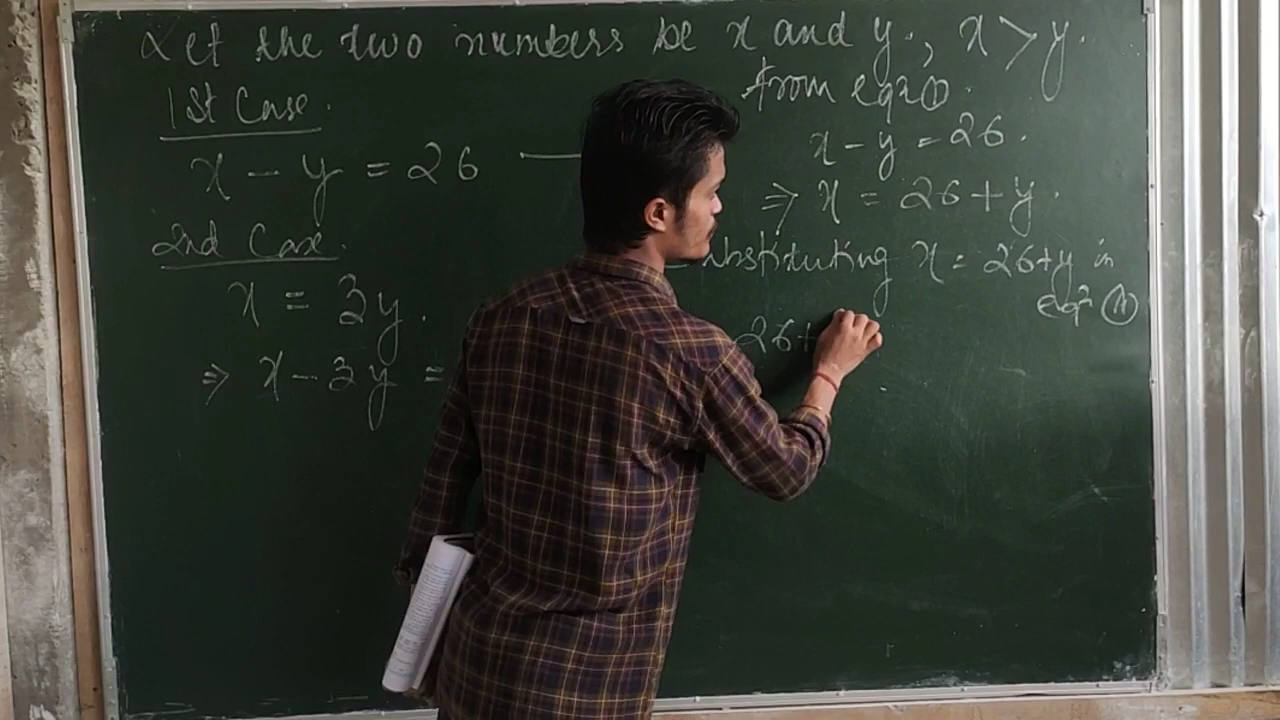 Let the two numbers be x and y., x > y.
1st Case.
x - y = 26
2nd Case.
x = 3y.
⇒ x - 3y =
from eqn ①.
x - y = 26.
⇒ x = 26 + y.
substituting x = 26+y in
eqn ⑪
26+